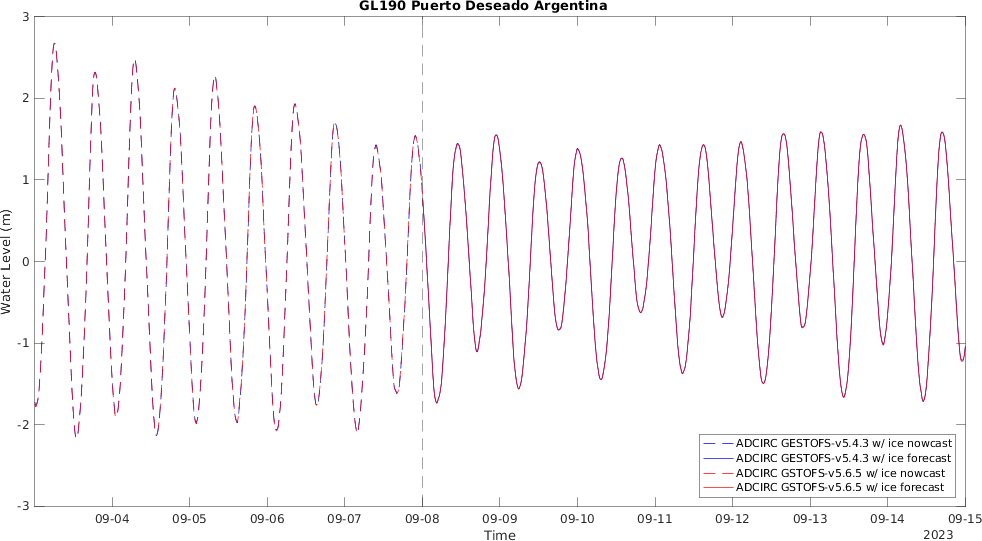 GL190 Puerto Deseado Argentina
3
2
1
0
-1
-2
-3
Water Level (m)
ADCIRC GESTOFS-v5.4.3 w/ ice nowcast
ADCIRC GESTOFS-v5.4.3 w/ ice forecast
ADCIRC GSTOFS-v5.6.5 w/ ice nowcast
ADCIRC GSTOFS-v5.6.5 w/ ice forecast
09-04 09-05 09-06 09-07 09-08 09-09 09-10 09-11 09-12 09-13 09-14 09-15
Time
2023